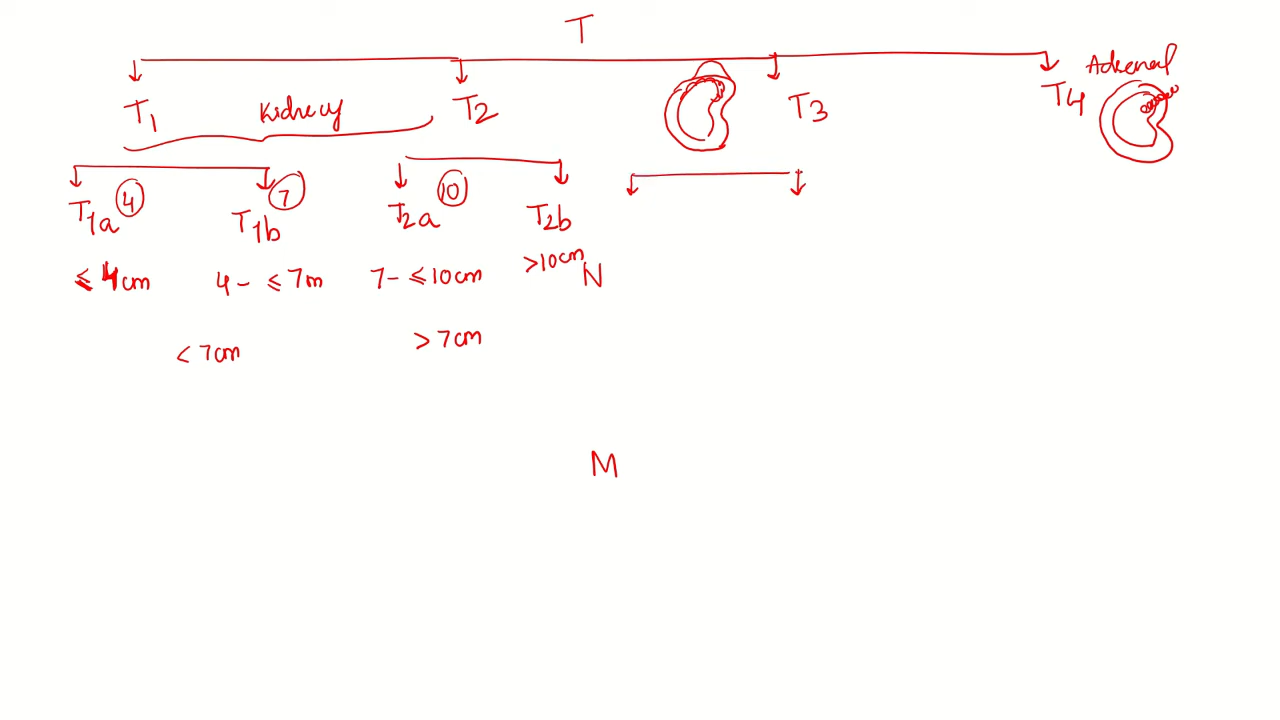 T
Adrenal
T1 Kidney T2 T3 T4
T1a 4 T1b 7 T2a 10 T2b
≤ 4cm 4- ≤ 7m 7- ≤10cm >10cm N
< 7cm > 7cm
M